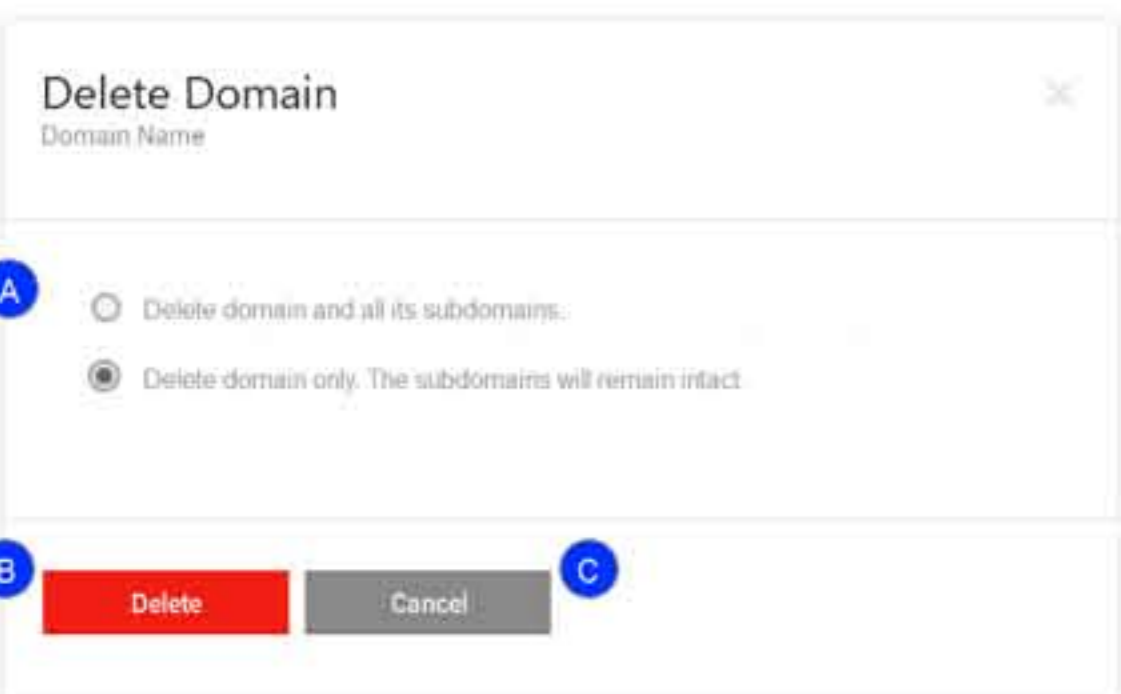 Delete Domain
Domain Name
A
Delete domain and all its subdomains.
Delete domain only. The subdomains will remain intact
B
Delete
Cancel
C